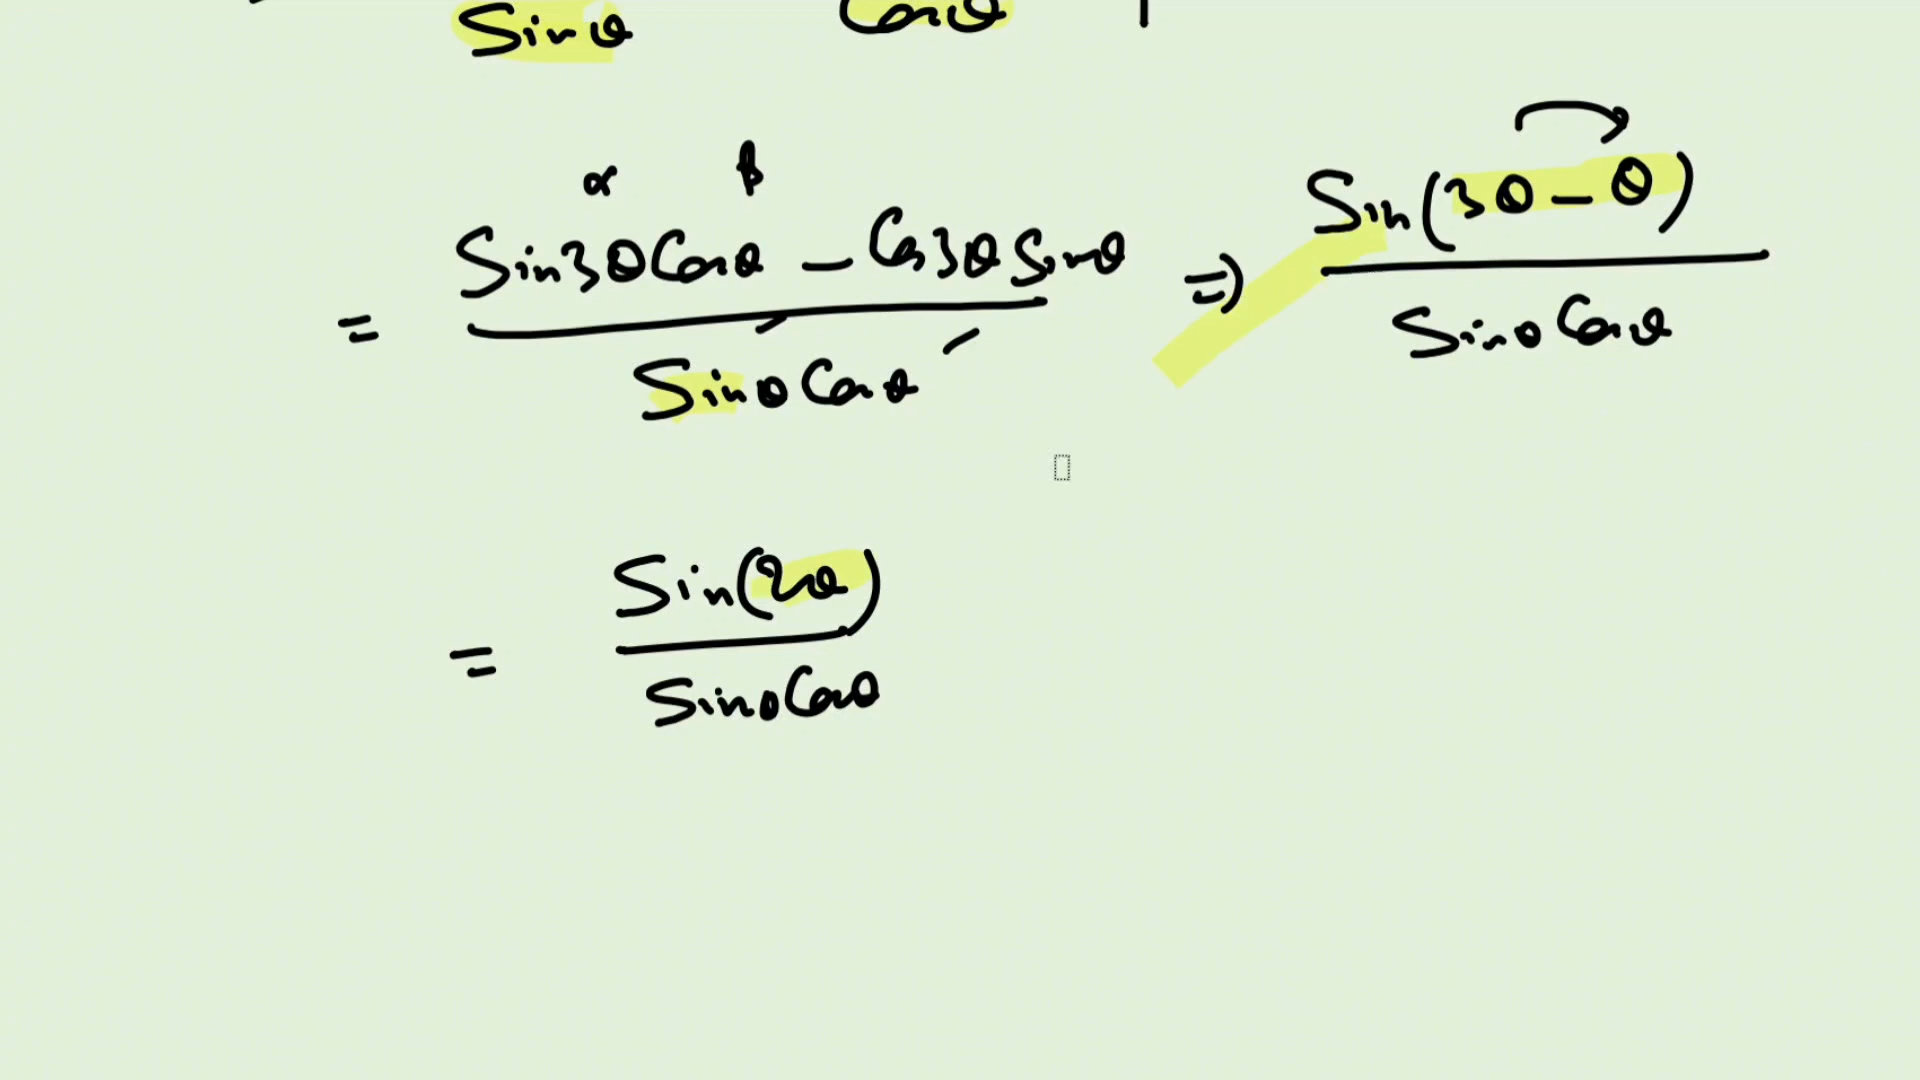 Sinθ Cosθ
α β
= Sin3θCosθ – Cos3θSinθ / SinθCosθ => Sin(3θ – θ) / SinθCosθ
= Sin(2θ) / SinθCosθ